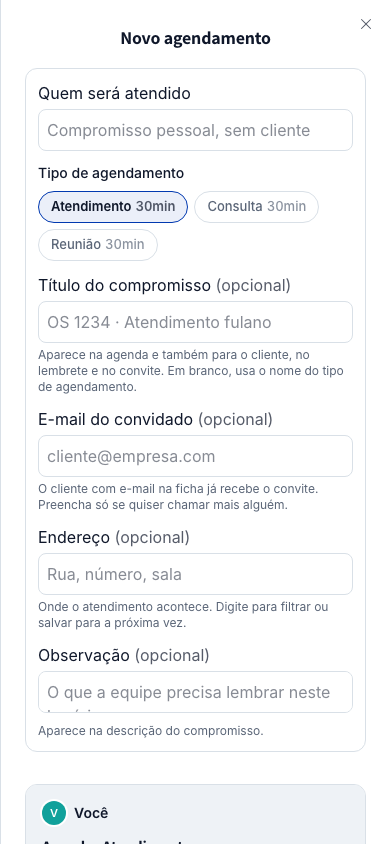 Novo agendamento
Quem será atendido
Compromisso pessoal, sem cliente
Tipo de agendamento
Atendimento 30min
Consulta 30min
Reunião 30min
Título do compromisso (opcional)
OS 1234 · Atendimento fulano
Aparece na agenda e também para o cliente, no
lembrete e no convite. Em branco, usa o nome do tipo
de agendamento.
E-mail do convidado (opcional)
cliente@empresa.com
O cliente com e-mail na ficha já recebe o convite.
Preencha só se quiser chamar mais alguém.
Endereço (opcional)
Rua, número, sala
Onde o atendimento acontece. Digite para filtrar ou
salvar para a próxima vez.
Observação (opcional)
O que a equipe precisa lembrar neste
Aparece na descrição do compromisso.
V
Você